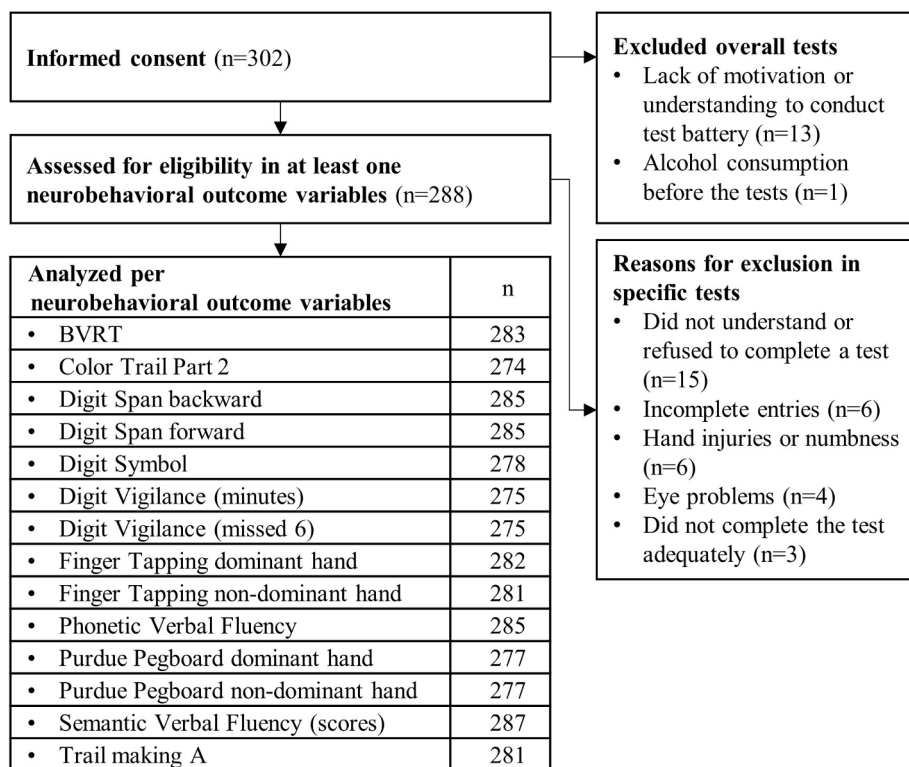 Informed consent (n=302)
Excluded overall tests
• Lack of motivation or
understanding to conduct
test battery (n=13)
• Alcohol consumption
before the tests (n=1)
Assessed for eligibility in at least one
neurobehavioral outcome variables (n=288)
Reasons for exclusion in
specific tests
• Did not understand or
refused to complete a test
(n=15)
• Incomplete entries (n=6)
• Hand injuries or numbness
(n=6)
• Eye problems (n=4)
• Did not complete the test
adequately (n=3)
Analyzed per
neurobehavioral outcome variables n
• BVRT 283
• Color Trail Part 2 274
• Digit Span backward 285
• Digit Span forward 285
• Digit Symbol 278
• Digit Vigilance (minutes) 275
• Digit Vigilance (missed 6) 275
• Finger Tapping dominant hand 282
• Finger Tapping non-dominant hand 281
• Phonetic Verbal Fluency 285
• Purdue Pegboard dominant hand 277
• Purdue Pegboard non-dominant hand 277
• Semantic Verbal Fluency (scores) 287
• Trail making A 281